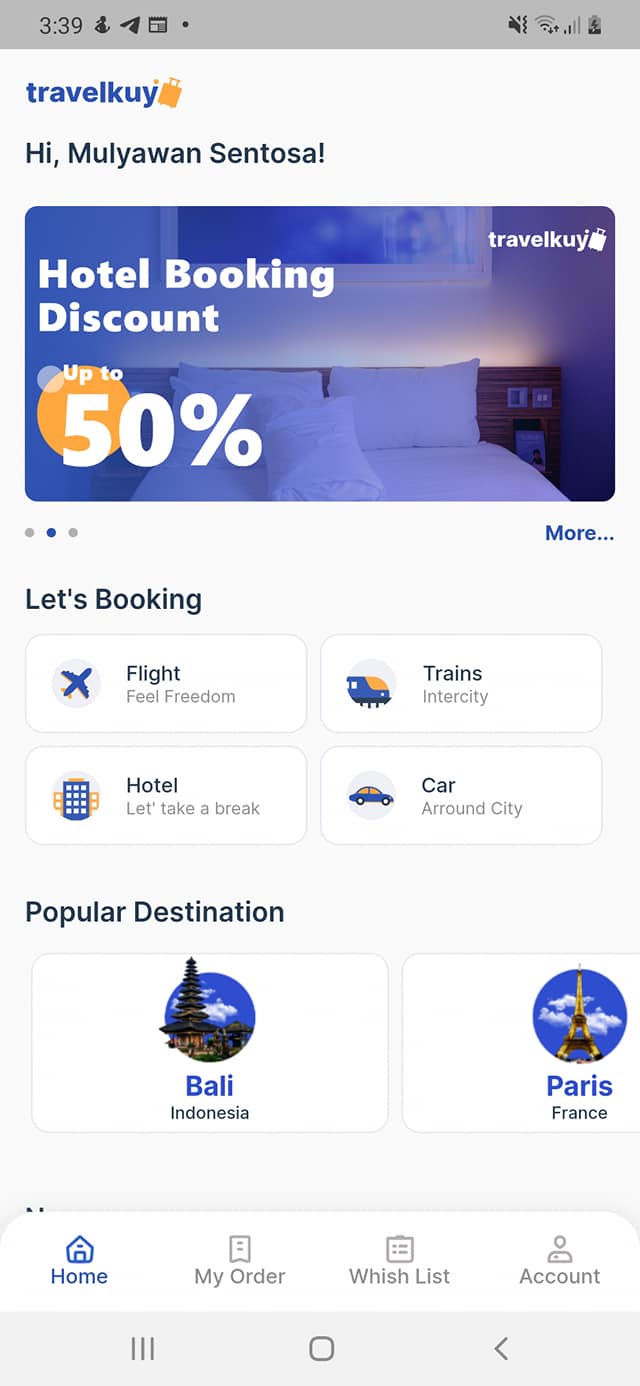 3:39
travelkuy
Hi, Mulyawan Sentosa!
travelkuy
Hotel Booking
Discount
Up to
50%
More...
Let's Booking
Flight
Feel Freedom
Trains
Intercity
Hotel
Let' take a break
Car
Arround City
Popular Destination
Bali
Indonesia
Paris
France
Home
My Order
Whish List
Account